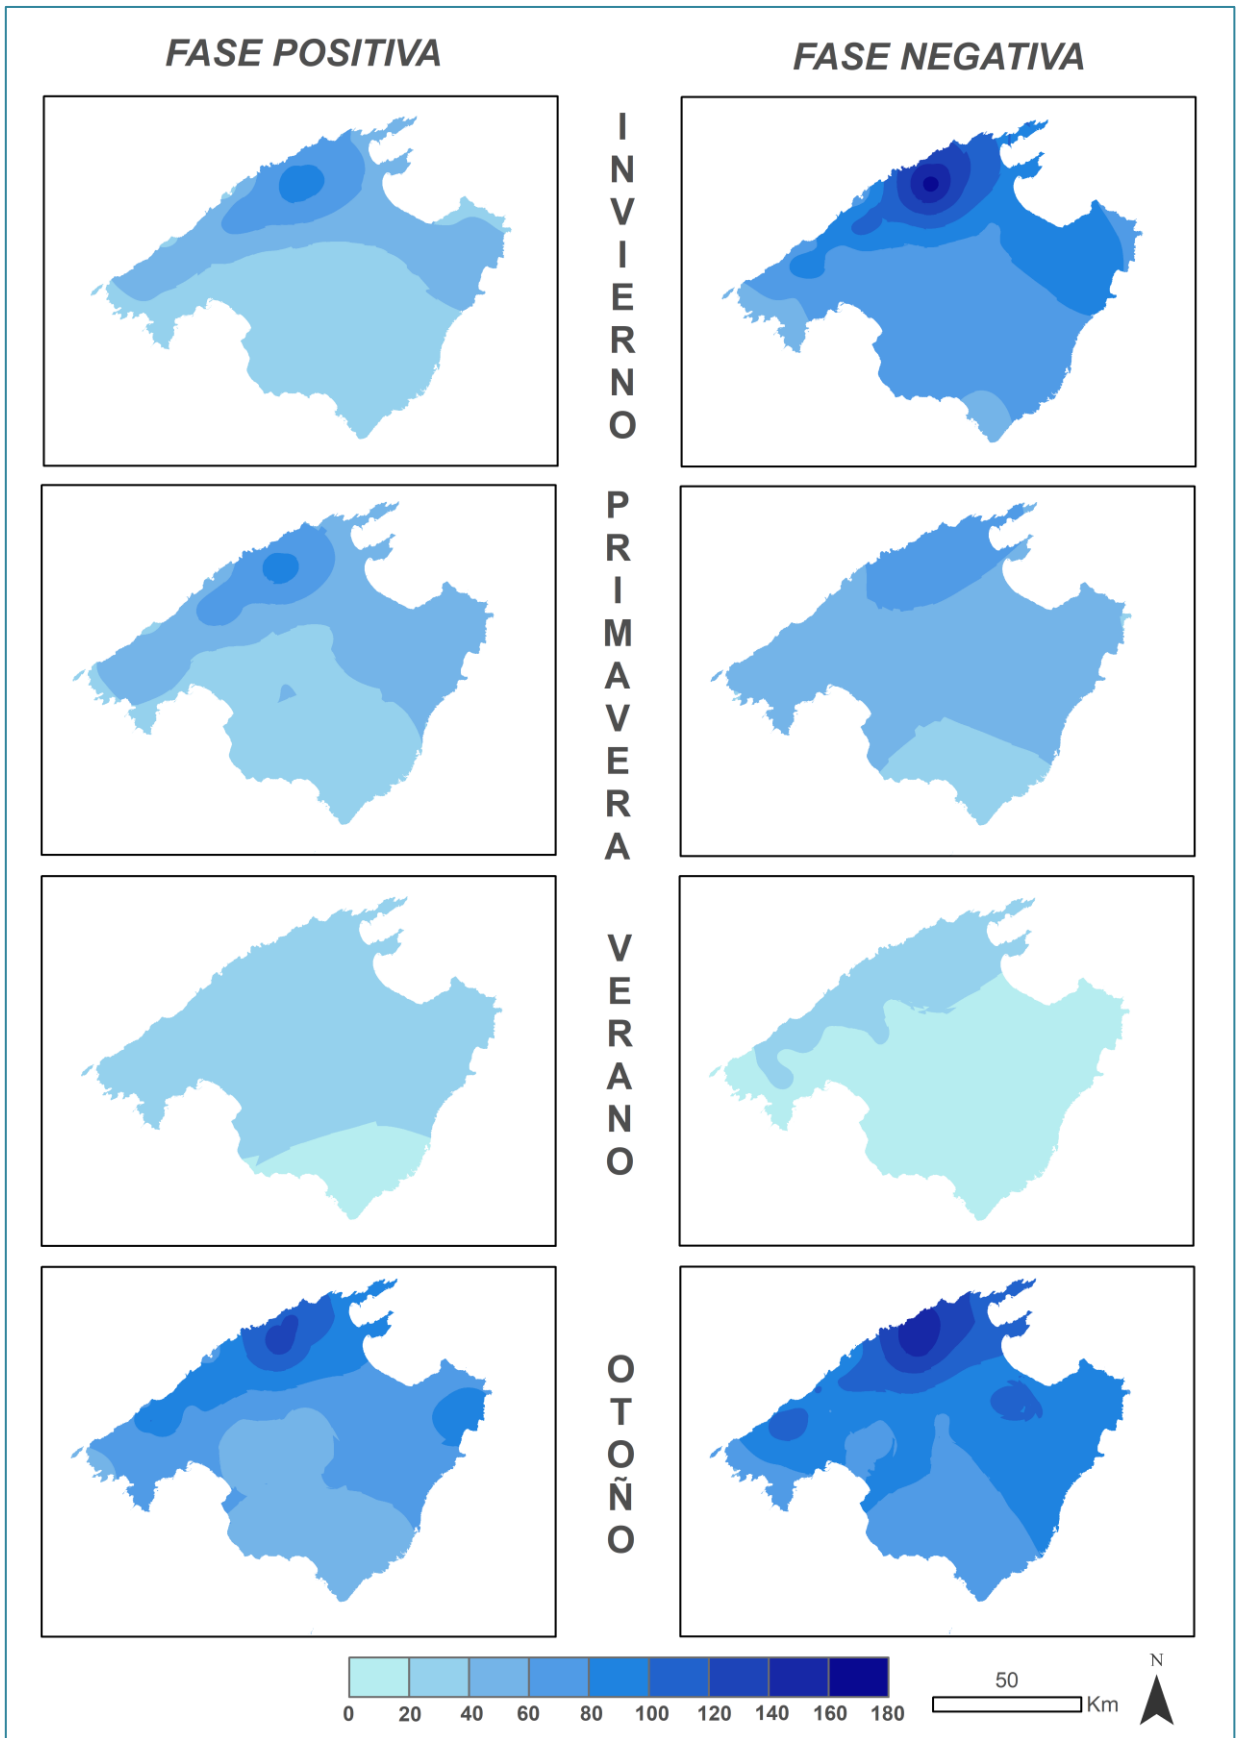 FASE POSITIVA
FASE NEGATIVA
INVIERNO
PRIMAVERA
VERANO
OTOÑO
0 20 40 60 80 100 120 140 160 180
50
Km
N